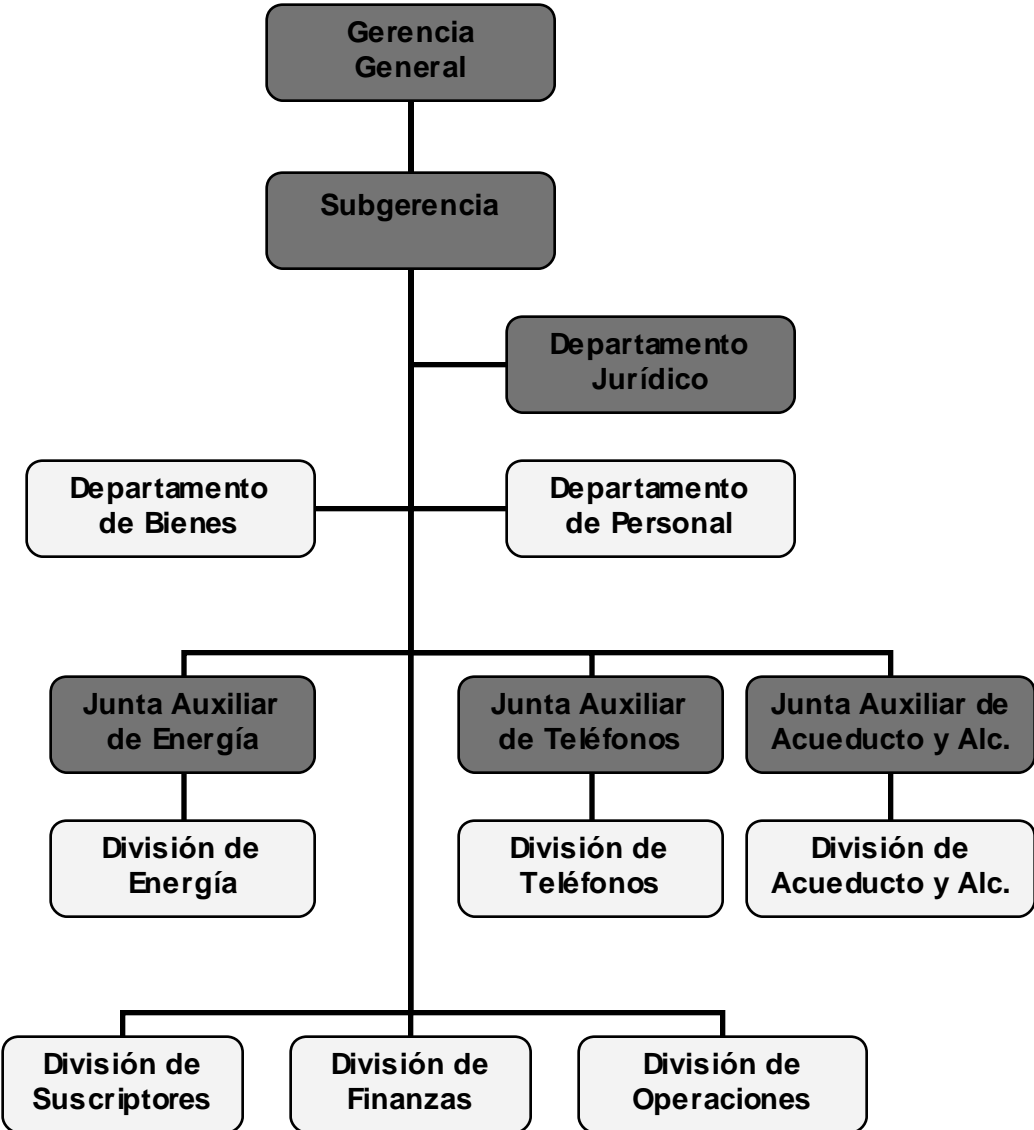 Gerencia
General
Subgerencia
Departamento
Jurídico
Departamento
de Bienes
Departamento
de Personal
Junta Auxiliar
de Energía
Junta Auxiliar
de Teléfonos
Junta Auxiliar de
Acueducto y Alc.
División de
Energía
División de
Teléfonos
División de
Acueducto y Alc.
División de
Suscriptores
División de
Finanzas
División de
Operaciones